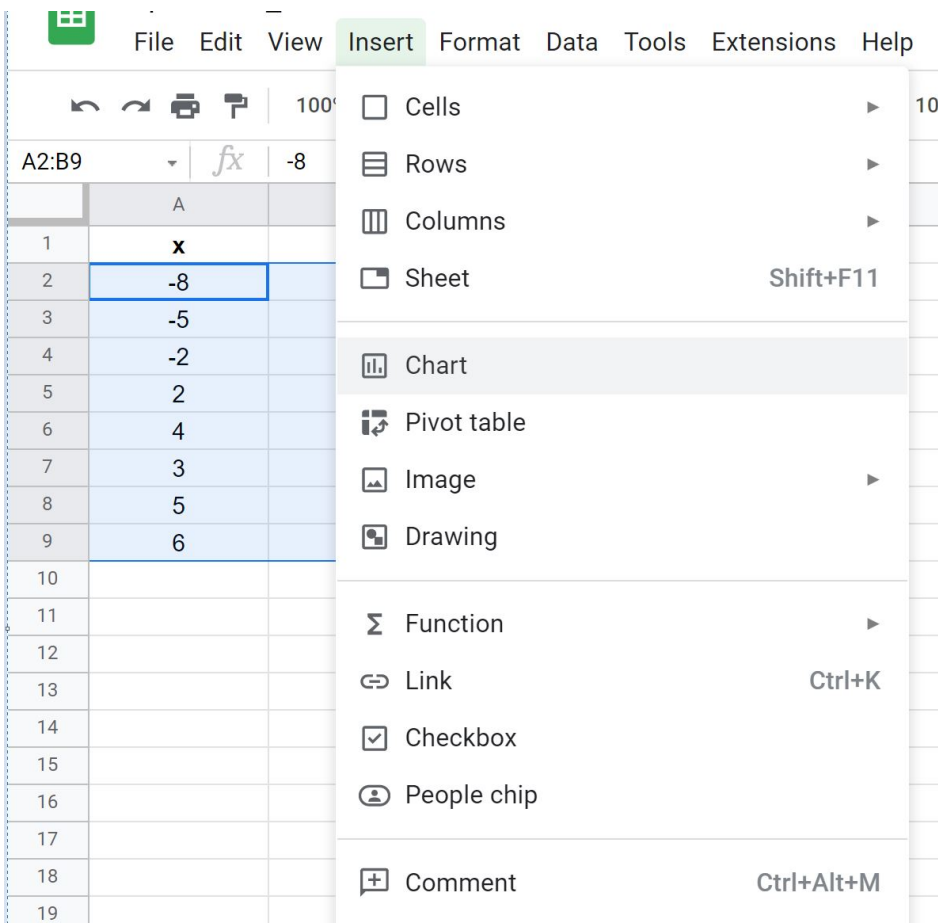 File Edit View Insert Format Data Tools Extensions Help
100% Cells 10
A2:B9 fx -8 Rows
A
Columns
1 x
2 -8 Sheet Shift+F11
3 -5
4 -2 Chart
5 2
6 4 Pivot table
7 3 Image
8 5
9 6 Drawing
10
11 Function
12
13 Link Ctrl+K
14 Checkbox
15
16 People chip
17
18 Comment Ctrl+Alt+M
19